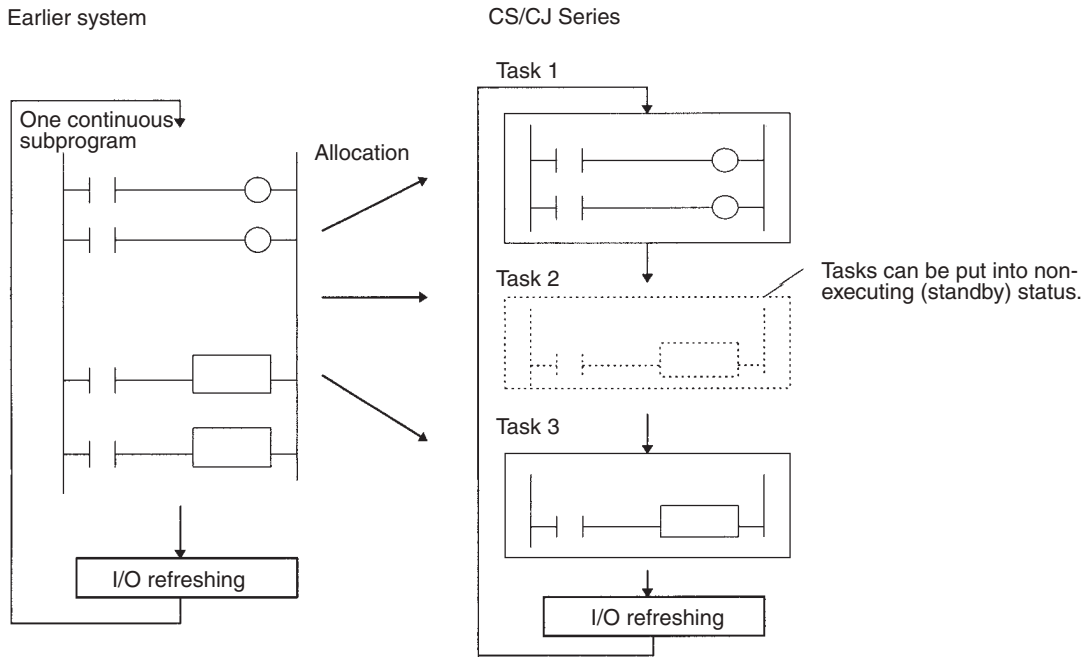 Earlier system
CS/CJ Series
One continuous
subprogram
Allocation
I/O refreshing
Task 1
Task 2
Tasks can be put into non-
executing (standby) status.
Task 3
I/O refreshing